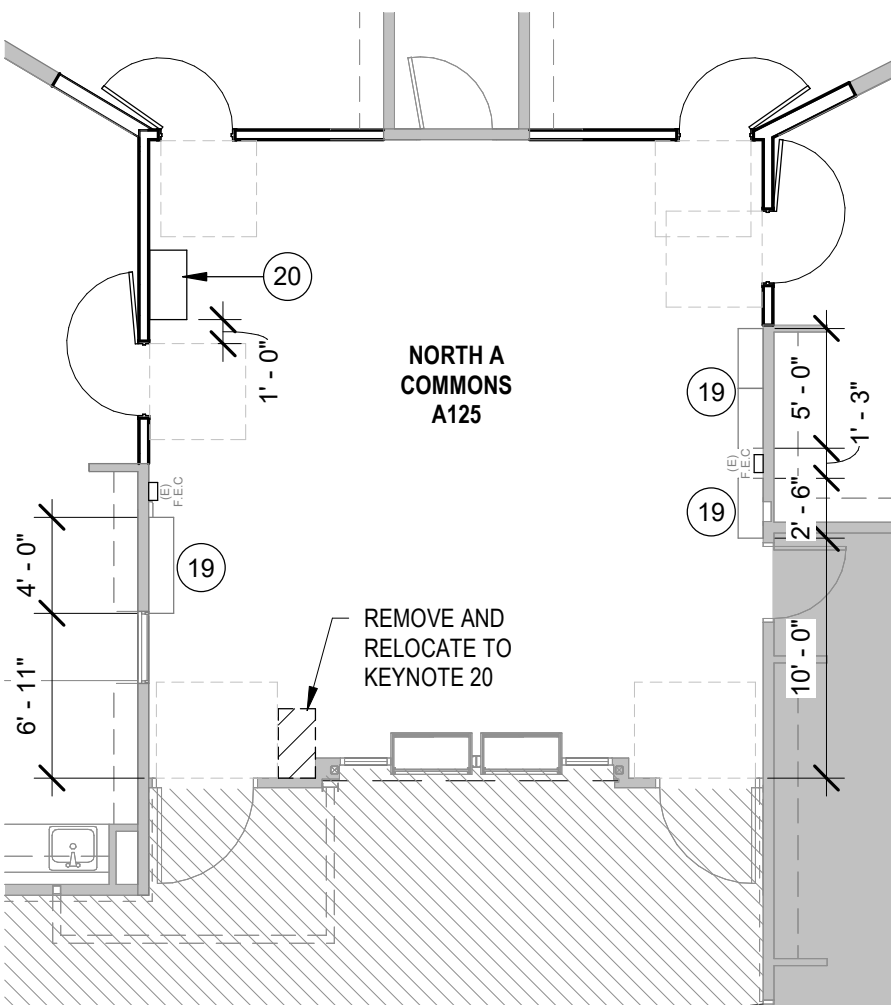 20
1' - 0"
NORTH A
COMMONS
A125
19
5' - 0"
1' - 3"
(E)
F.E.C
(E)
F.E.C
19
2' - 6"
4' - 0"
19
REMOVE AND
RELOCATE TO
KEYNOTE 20
6' - 11"
10' - 0"